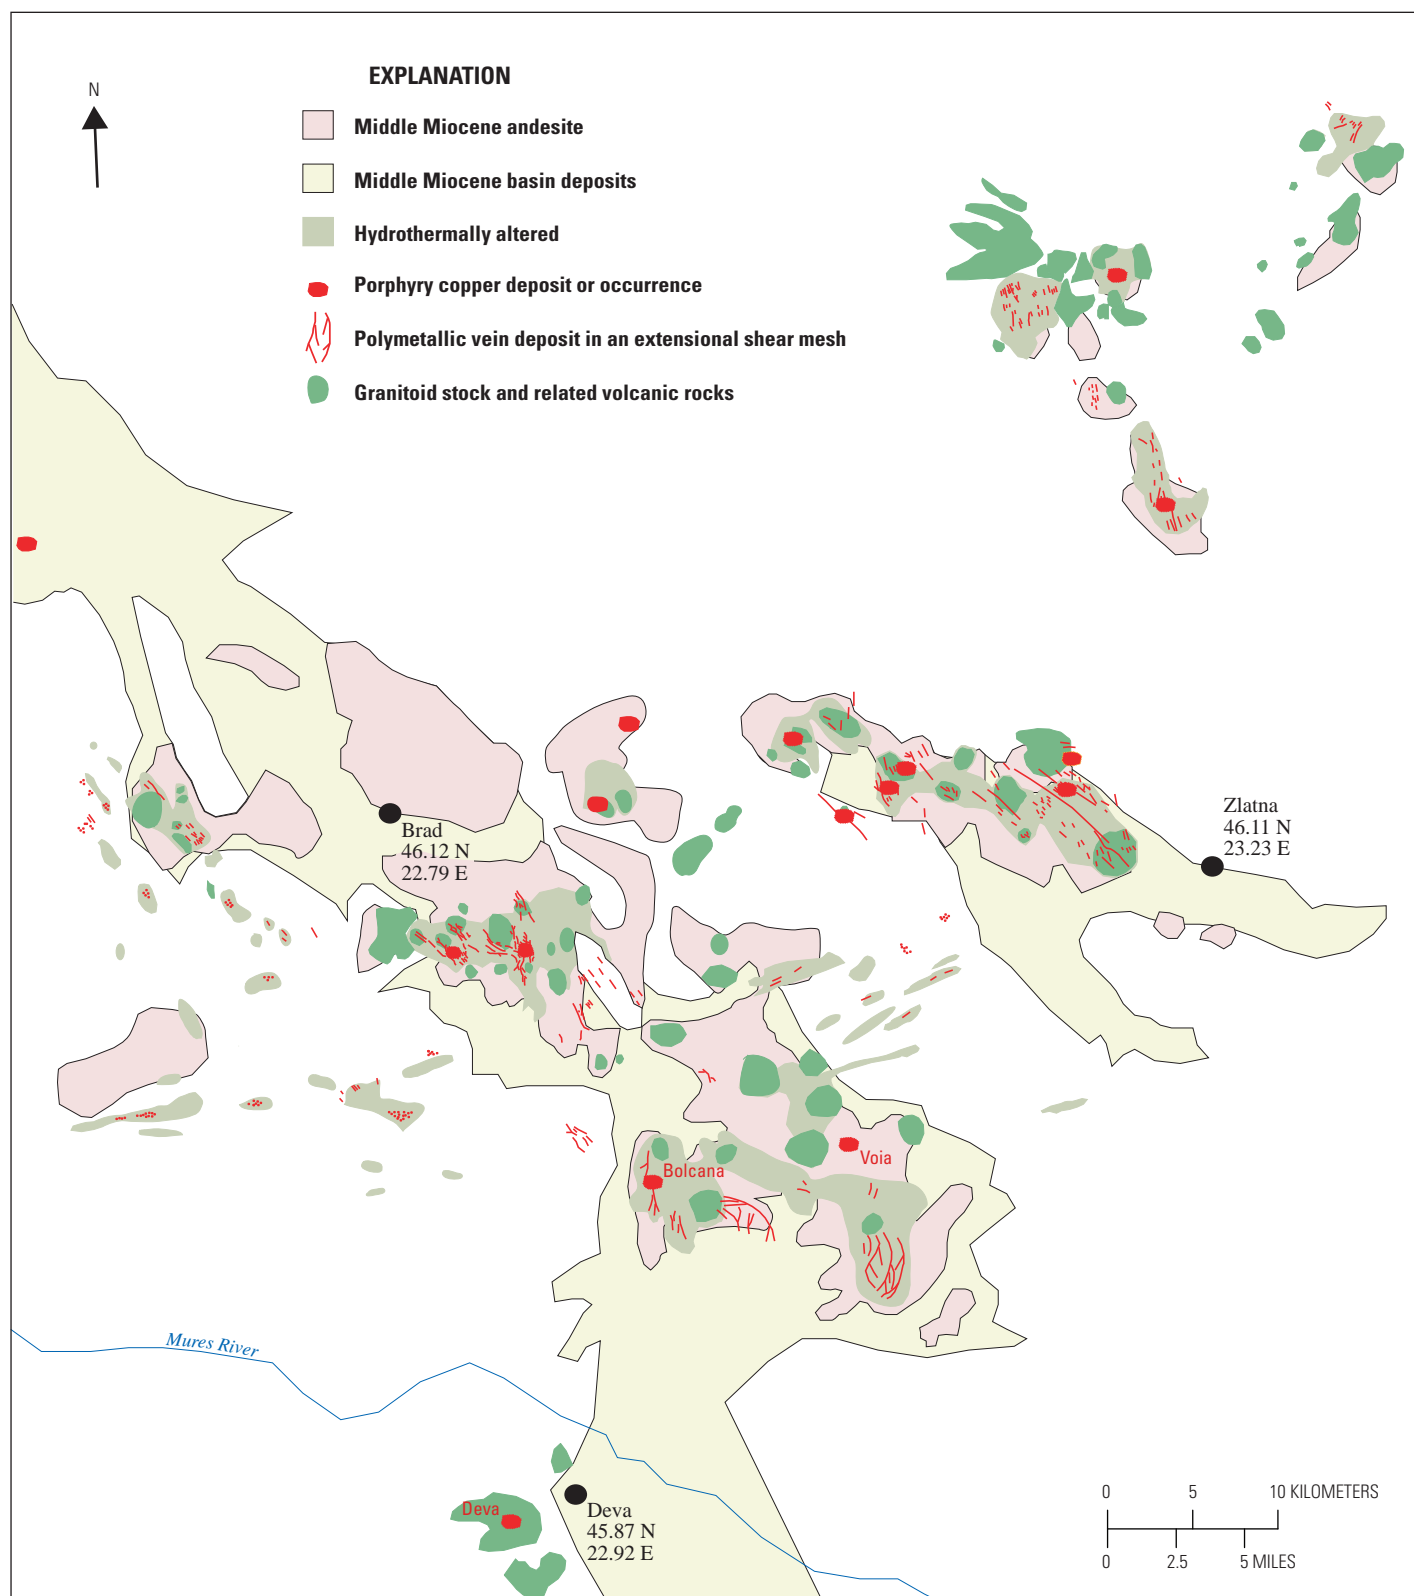 EXPLANATION
N
Middle Miocene andesite
Middle Miocene basin deposits
Hydrothermally altered
Porphyry copper deposit or occurrence
Polymetallic vein deposit in an extensional shear mesh
Granitoid stock and related volcanic rocks
Zlatna
46.11 N
23.23 E
Brad
46.12 N
22.79 E
Voia
Bolcana
Mures River
Deva
Deva
45.87 N
22.92 E
0 5 10 KILOMETERS
0 2.5 5 MILES